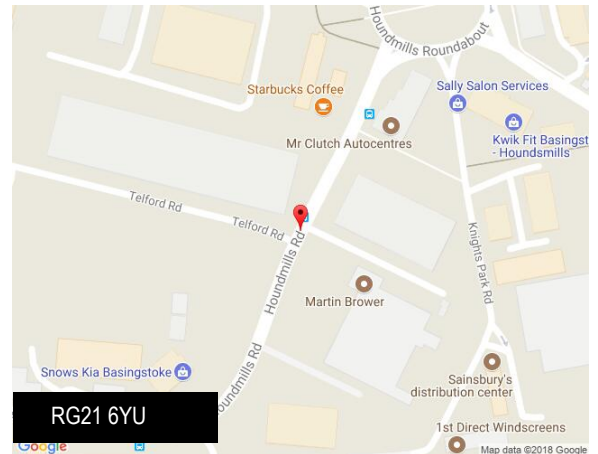 Houndmills Roundabout
Starbucks Coffee
Sally Salon Services
Mr Clutch Autocentres
Kwik Fit Basingst
- Houndsmills
Telford Rd
Telford Rd
Houndmills Rd
Knights Park Rd
Martin Brower
Snows Kia Basingstoke
oundmills Rd
Sainsbury's
distribution center
RG21 6YU
1st Direct Windscreens
Google
Map data ©2018 Google